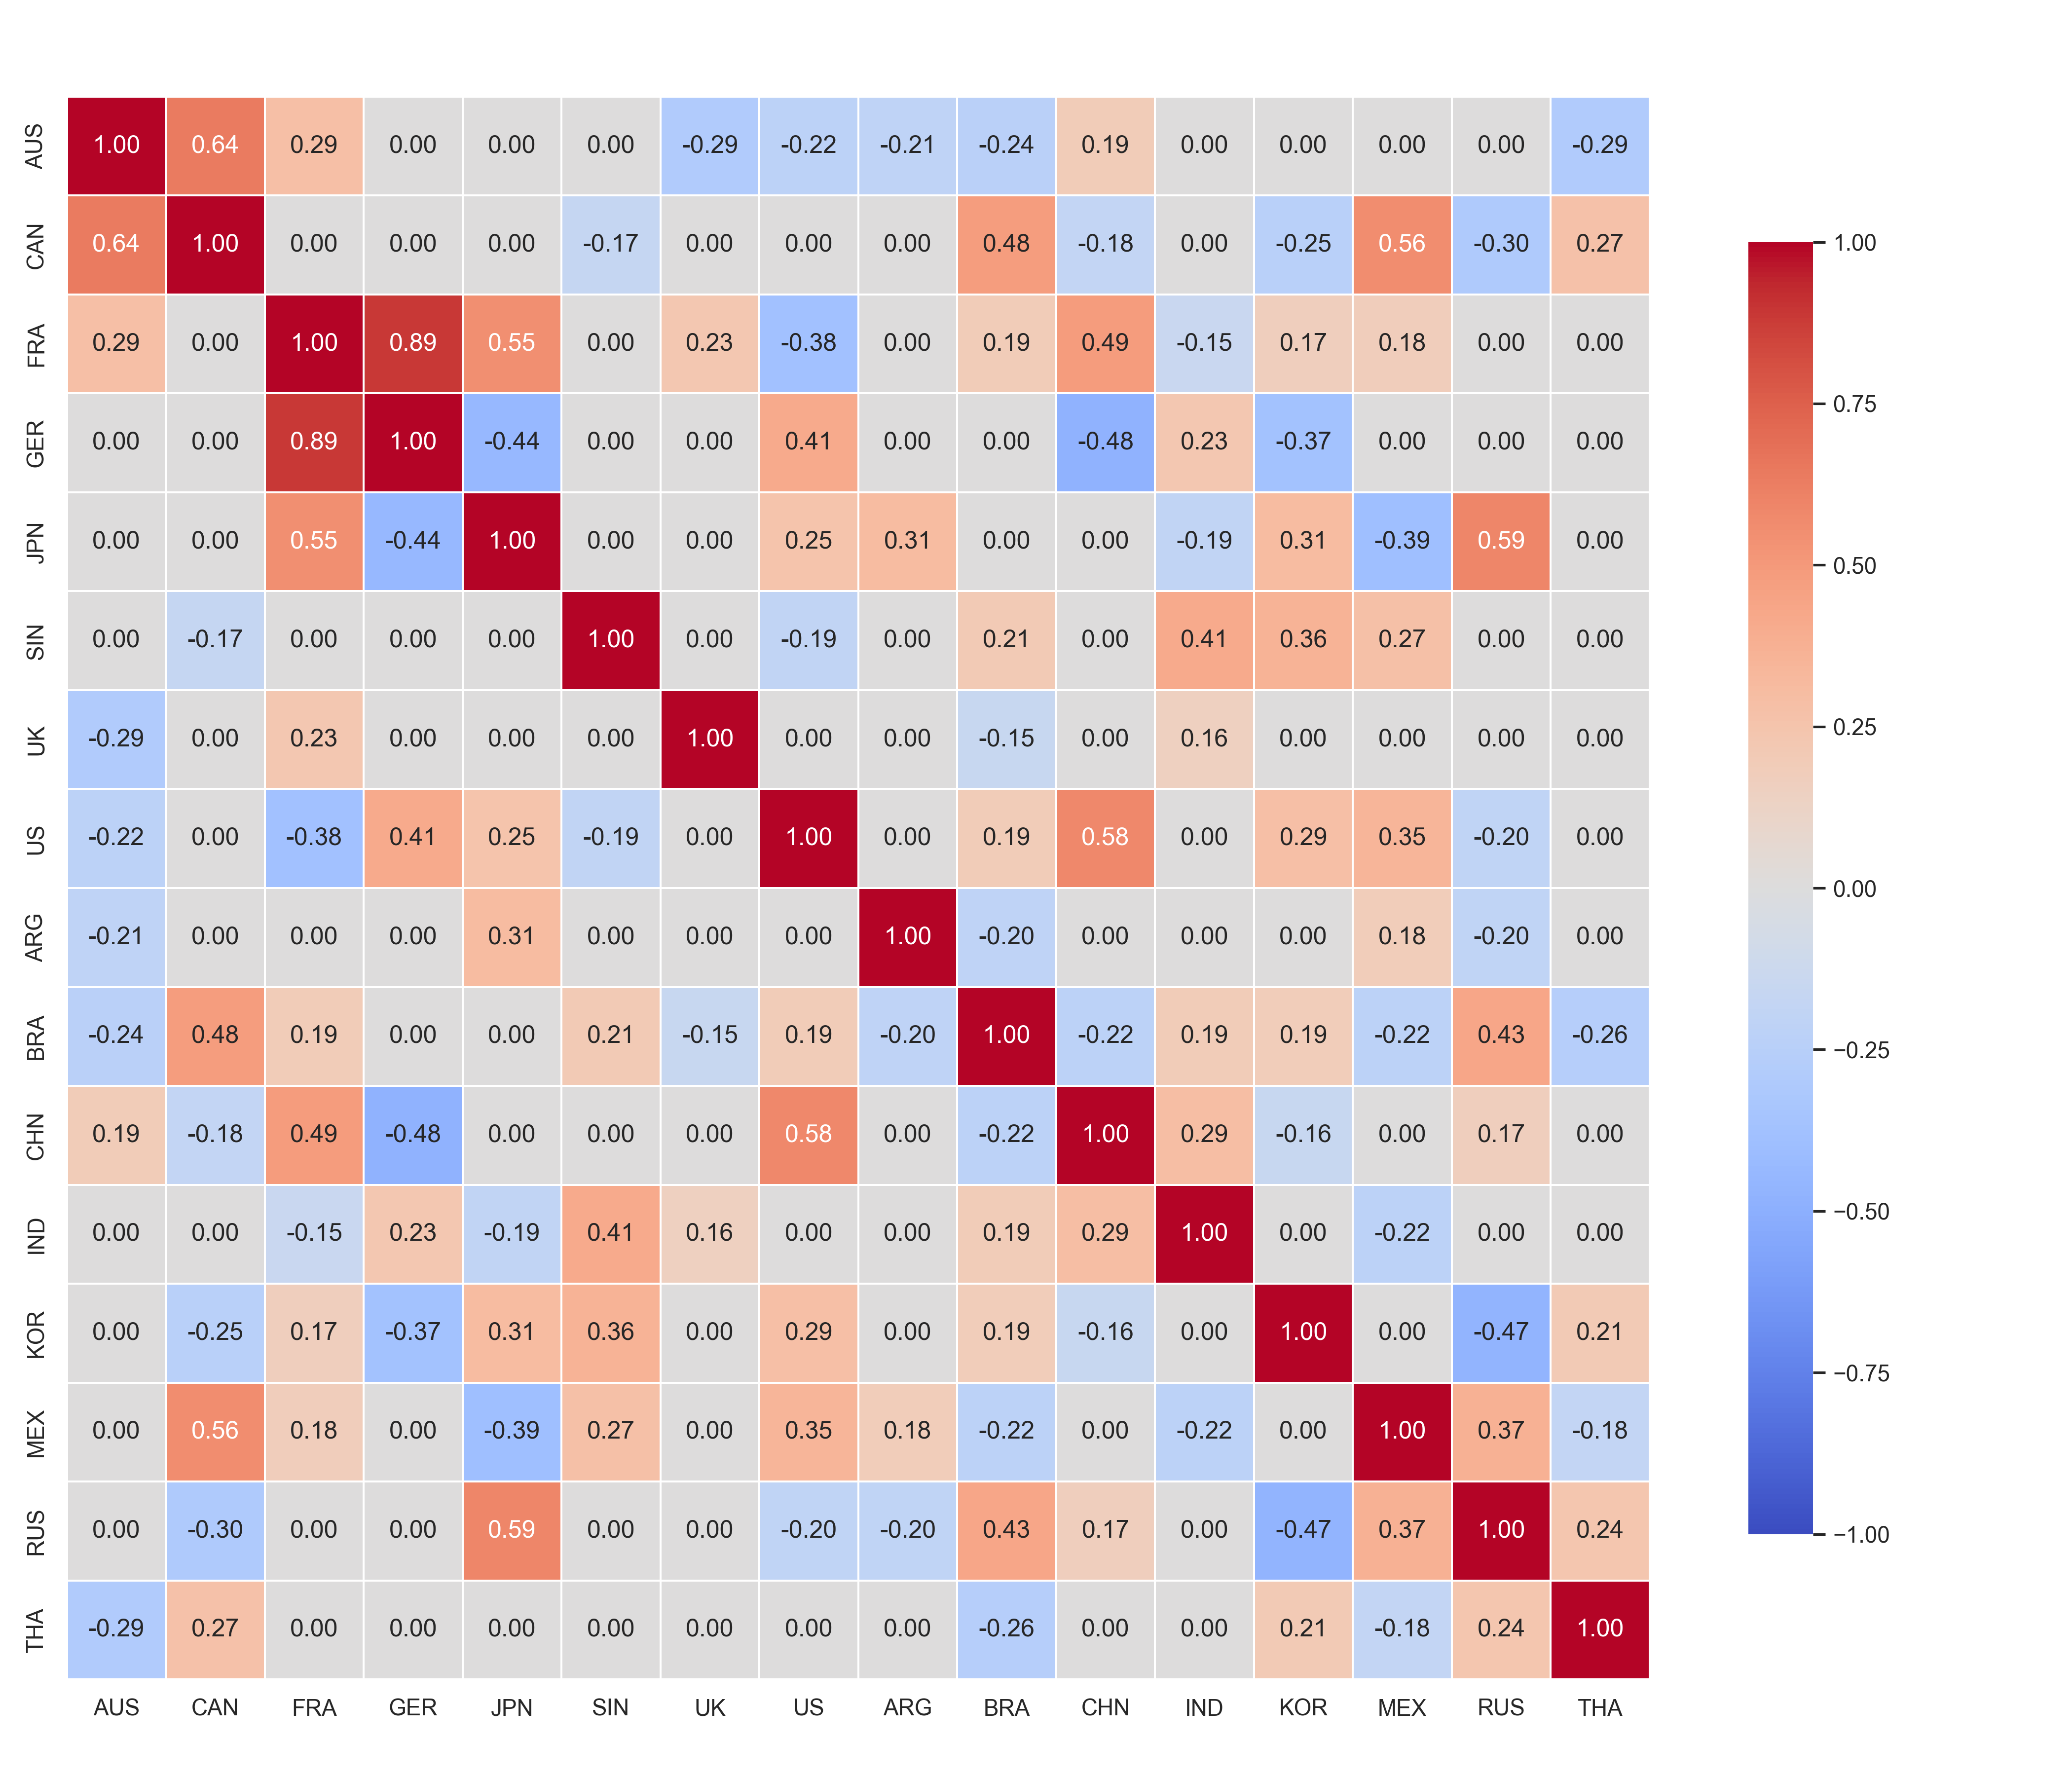 AUS 1.00 0.64 0.29 0.00 0.00 0.00 -0.29 -0.22 -0.21 -0.24 0.19 0.00 0.00 0.00 0.00 -0.29
CAN 0.64 1.00 0.00 0.00 0.00 -0.17 0.00 0.00 0.00 0.48 -0.18 0.00 -0.25 0.56 -0.30 0.27
FRA 0.29 0.00 1.00 0.89 0.55 0.00 0.23 -0.38 0.00 0.19 0.49 -0.15 0.17 0.18 0.00 0.00
GER 0.00 0.00 0.89 1.00 -0.44 0.00 0.00 0.41 0.00 0.00 -0.48 0.23 -0.37 0.00 0.00 0.00
JPN 0.00 0.00 0.55 -0.44 1.00 0.00 0.00 0.25 0.31 0.00 0.00 -0.19 0.31 -0.39 0.59 0.00
SIN 0.00 -0.17 0.00 0.00 0.00 1.00 0.00 -0.19 0.00 0.21 0.00 0.41 0.36 0.27 0.00 0.00
UK -0.29 0.00 0.23 0.00 0.00 0.00 1.00 0.00 0.00 -0.15 0.00 0.16 0.00 0.00 0.00 0.00
US -0.22 0.00 -0.38 0.41 0.25 -0.19 0.00 1.00 0.00 0.19 0.58 0.00 0.29 0.35 -0.20 0.00
ARG -0.21 0.00 0.00 0.00 0.31 0.00 0.00 0.00 1.00 -0.20 0.00 0.00 0.00 0.18 -0.20 0.00
BRA -0.24 0.48 0.19 0.00 0.00 0.21 -0.15 0.19 -0.20 1.00 -0.22 0.19 0.19 -0.22 0.43 -0.26
CHN 0.19 -0.18 0.49 -0.48 0.00 0.00 0.00 0.58 0.00 -0.22 1.00 0.29 -0.16 0.00 0.17 0.00
IND 0.00 0.00 -0.15 0.23 -0.19 0.41 0.16 0.00 0.00 0.19 0.29 1.00 0.00 -0.22 0.00 0.00
KOR 0.00 -0.25 0.17 -0.37 0.31 0.36 0.00 0.29 0.00 0.19 -0.16 0.00 1.00 0.00 -0.47 0.21
MEX 0.00 0.56 0.18 0.00 -0.39 0.27 0.00 0.35 0.18 -0.22 0.00 -0.22 0.00 1.00 0.37 -0.18
RUS 0.00 -0.30 0.00 0.00 0.59 0.00 0.00 -0.20 -0.20 0.43 0.17 0.00 -0.47 0.37 1.00 0.24
THA -0.29 0.27 0.00 0.00 0.00 0.00 0.00 0.00 0.00 -0.26 0.00 0.00 0.21 -0.18 0.24 1.00
AUS CAN FRA GER JPN SIN UK US ARG BRA CHN IND KOR MEX RUS THA
1.00
0.75
0.50
0.25
0.00
−0.25
−0.50
−0.75
−1.00